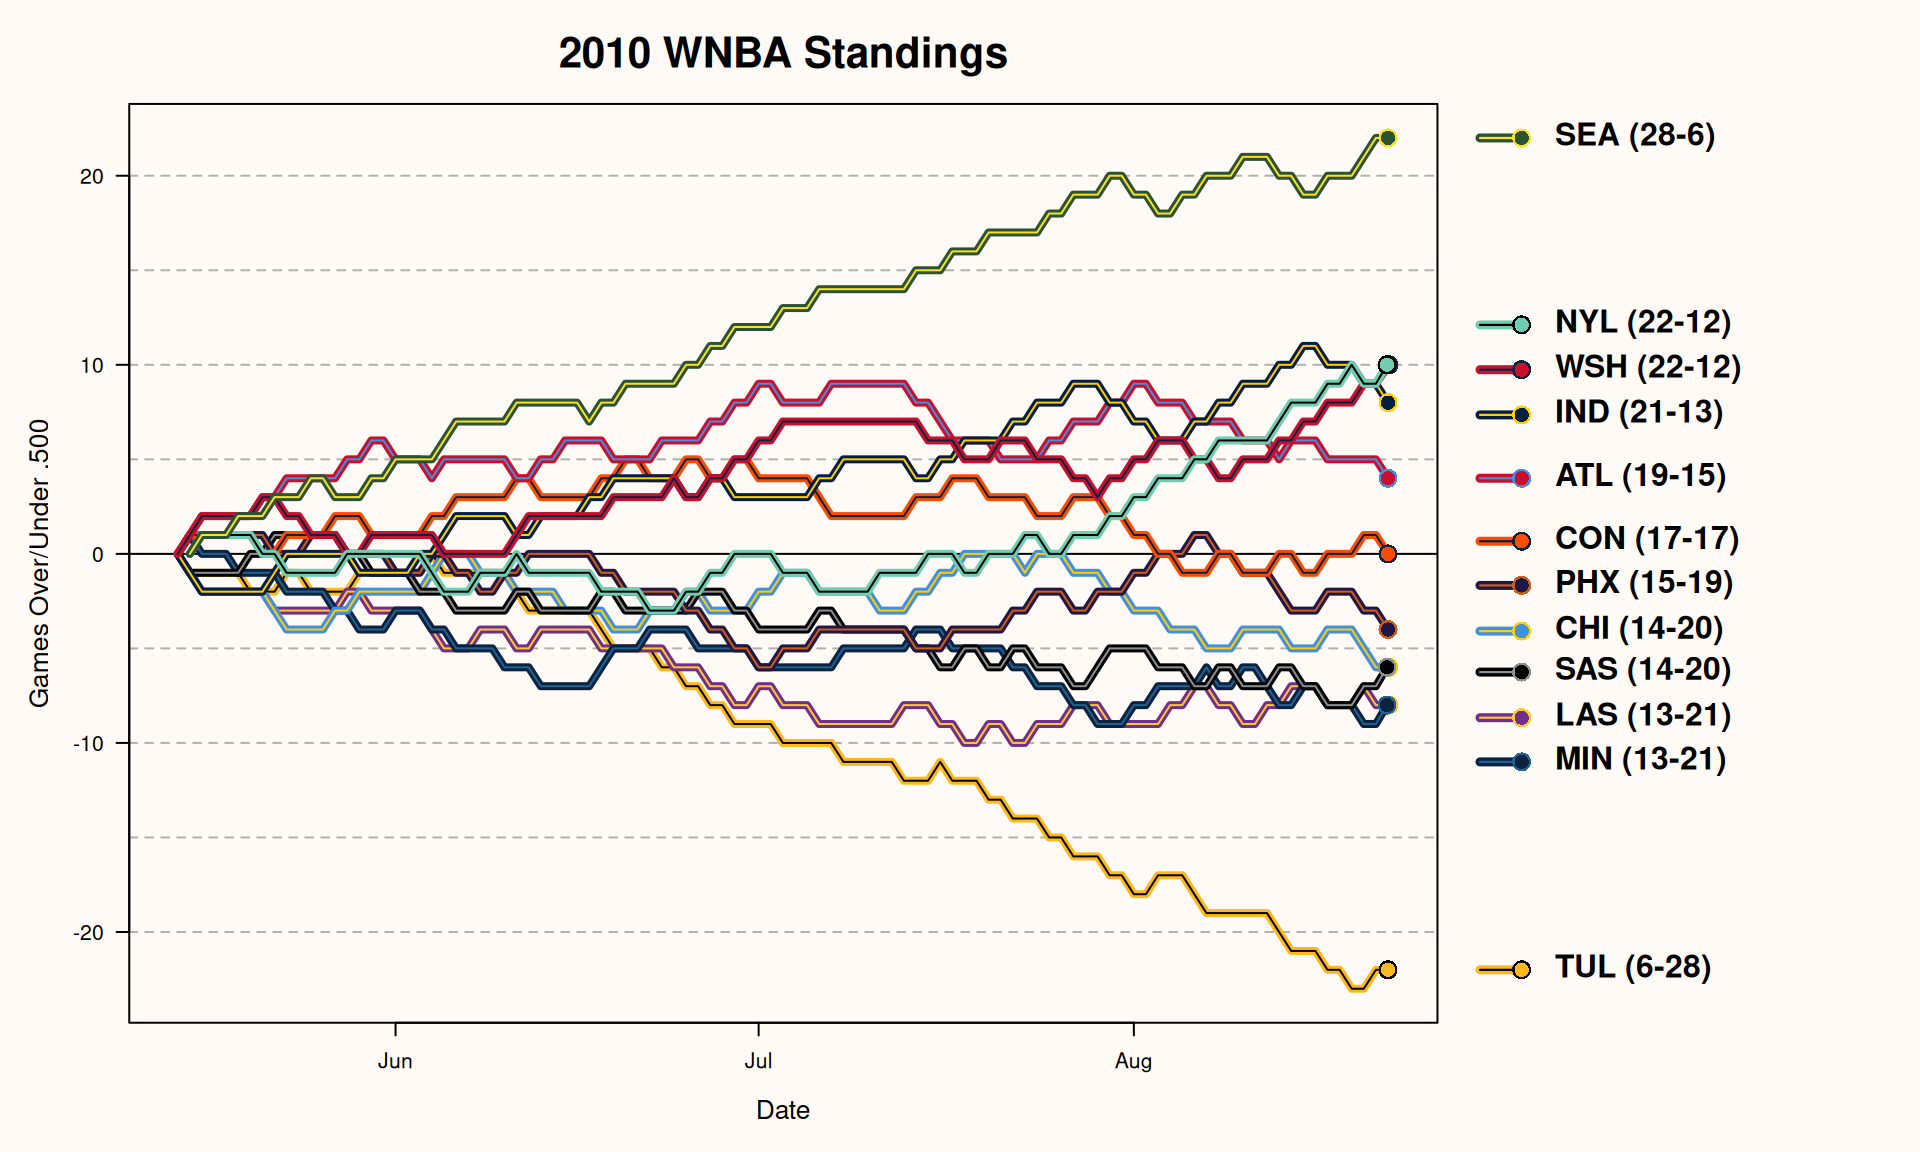 2010 WNBA Standings
Games Over/Under .500
20
10
0
-10
-20
Jun
Jul
Aug
Date
SEA (28-6)
NYL (22-12)
WSH (22-12)
IND (21-13)
ATL (19-15)
CON (17-17)
PHX (15-19)
CHI (14-20)
SAS (14-20)
LAS (13-21)
MIN (13-21)
TUL (6-28)